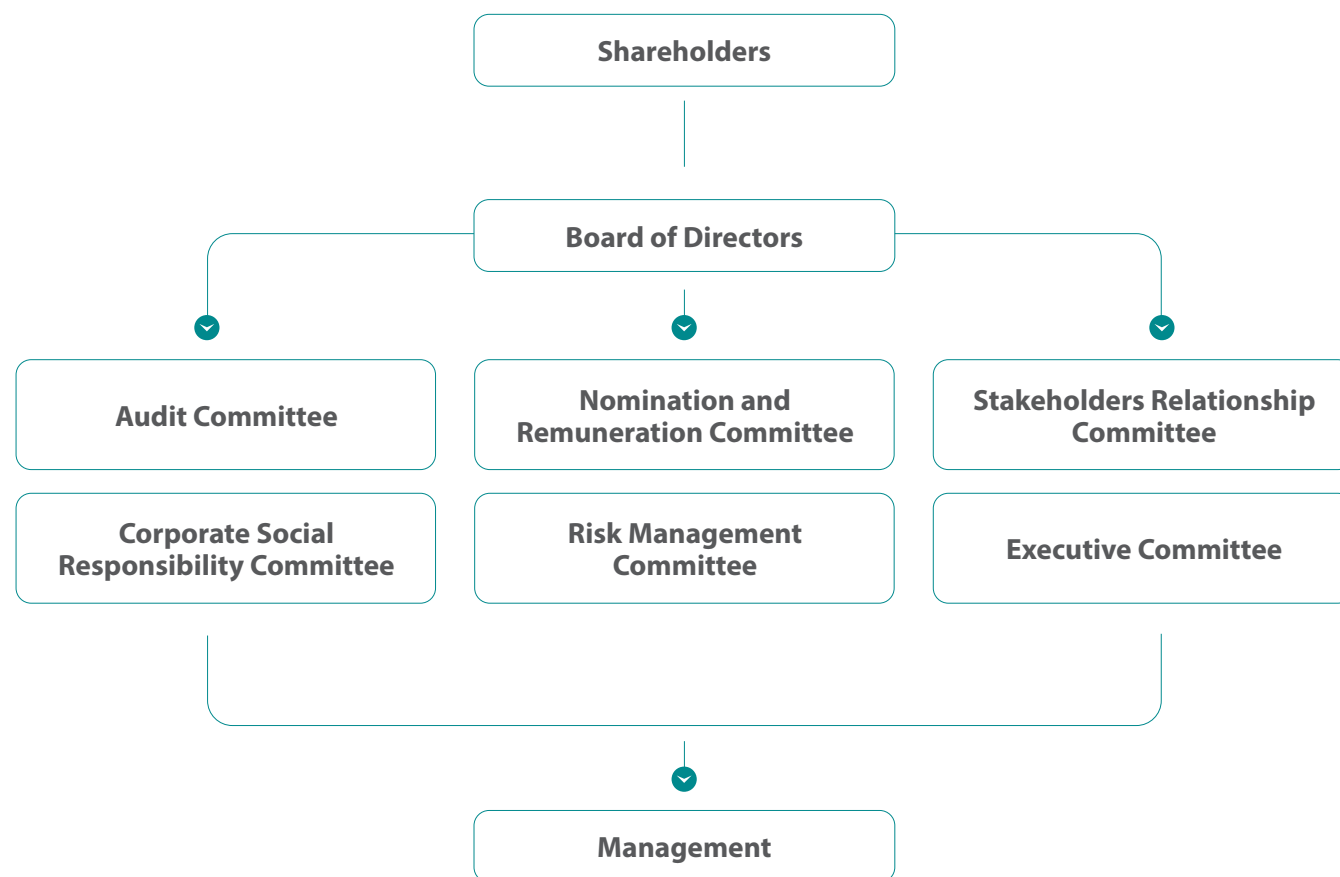 Shareholders
Board of Directors
Audit Committee
Nomination and
Remuneration Committee
Stakeholders Relationship
Committee
Corporate Social
Responsibility Committee
Risk Management
Committee
Executive Committee
Management